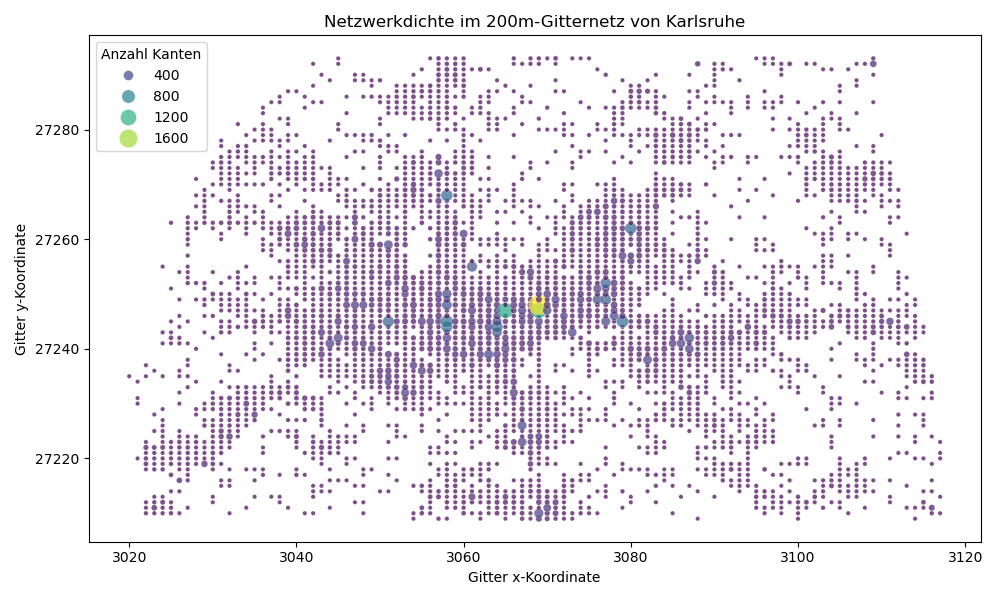 Netzwerkdichte im 200m-Gitternetz von Karlsruhe
Anzahl Kanten
400
800
1200
1600
27280
27260
27240
27220
Gitter y-Koordinate
3020 3040 3060 3080 3100 3120
Gitter x-Koordinate